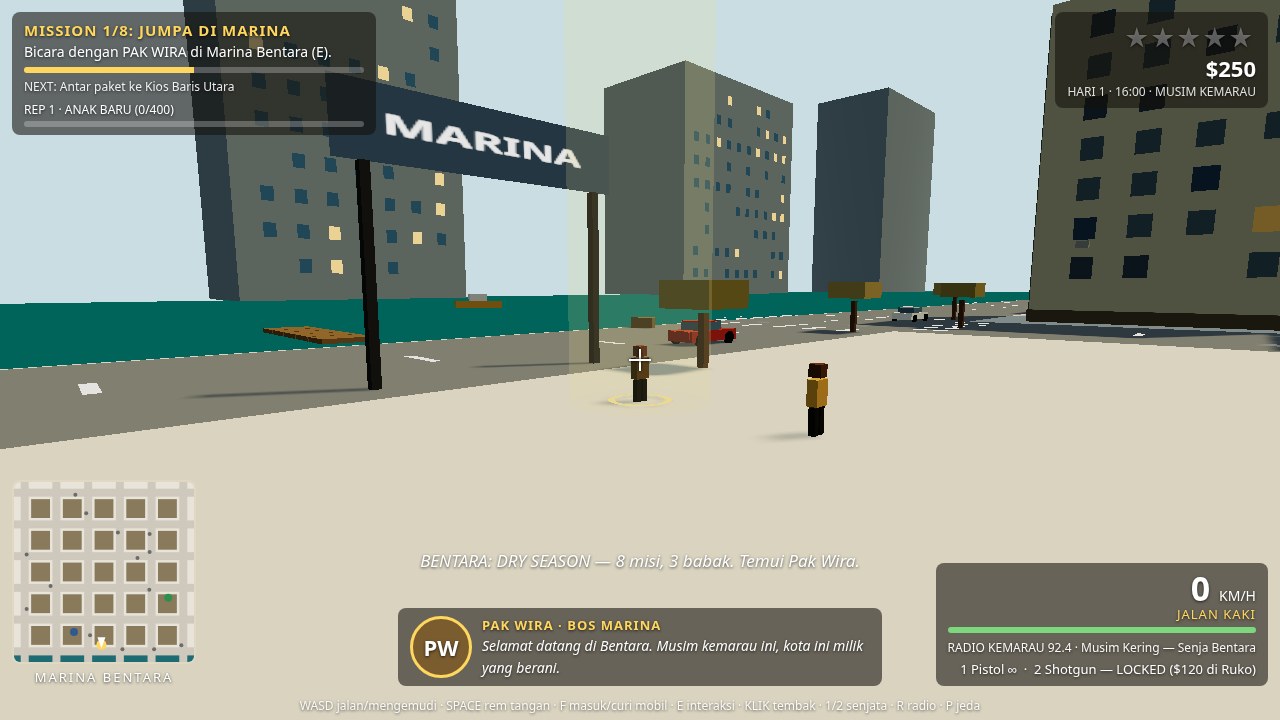 MISSION 1/8: JUMPA DI MARINA
Bicara dengan PAK WIRA di Marina Bentara (E).
NEXT: Antar paket ke Kios Baris Utara
REP 1 · ANAK BARU (0/400)
★★★★★
$250
HARI 1 · 16:00 · MUSIM KEMARAU
MARINA
BENTARA: DRY SEASON — 8 misi, 3 babak. Temui Pak Wira.
PW
PAK WIRA · BOS MARINA
Selamat datang di Bentara. Musim kemarau ini, kota ini milik
yang berani.
MARINA BENTARA
0 KM/H
JALAN KAKI
RADIO KEMARAU 92.4 · Musim Kering — Senja Bentara
1 Pistol ∞ · 2 Shotgun — LOCKED ($120 di Ruko)
WASD jalan/mengemudi · SPACE rem tangan · F masuk/curi mobil · E interaksi · KLIK tembak · 1/2 senjata · R radio · P jeda